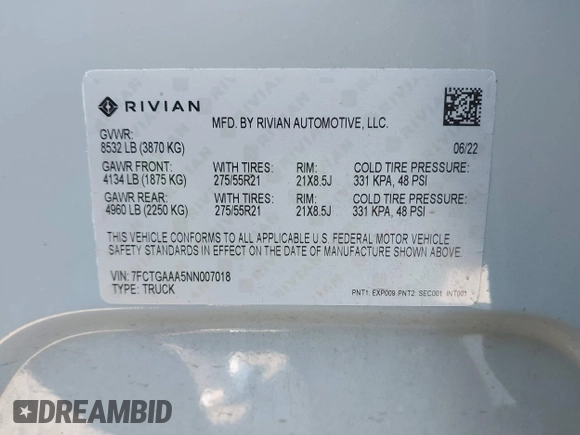 RIVIAN
MFD. BY RIVIAN AUTOMOTIVE, LLC.
GVWR:
8532 LB (3870 KG) 06/22
GAWR FRONT: WITH TIRES: RIM: COLD TIRE PRESSURE:
4134 LB (1875 KG) 275/55R21 21X8.5J 331 KPA, 48 PSI
GAWR REAR: WITH TIRES: RIM: COLD TIRE PRESSURE:
4960 LB (2250 KG) 275/55R21 21X8.5J 331 KPA, 48 PSI
THIS VEHICLE CONFORMS TO ALL APPLICABLE U.S. FEDERAL MOTOR VEHICLE
SAFETY STANDARDS IN EFFECT ON THE DATE OF MANUFACTURE SHOWN ABOVE.
VIN: 7FCTGAAA5NN007018
TYPE: TRUCK PNT1: EXP009 PNT2: SEC001 INT001
DREAMBID